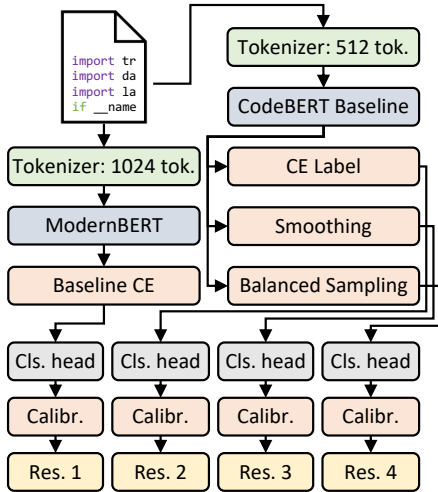 import tr
import da
import la
if __name
Tokenizer: 512 tok.
CodeBERT Baseline
Tokenizer: 1024 tok.
CE Label
ModernBERT
Smoothing
Baseline CE
Balanced Sampling
Cls. head Cls. head Cls. head Cls. head
Calibr. Calibr. Calibr. Calibr.
Res. 1 Res. 2 Res. 3 Res. 4